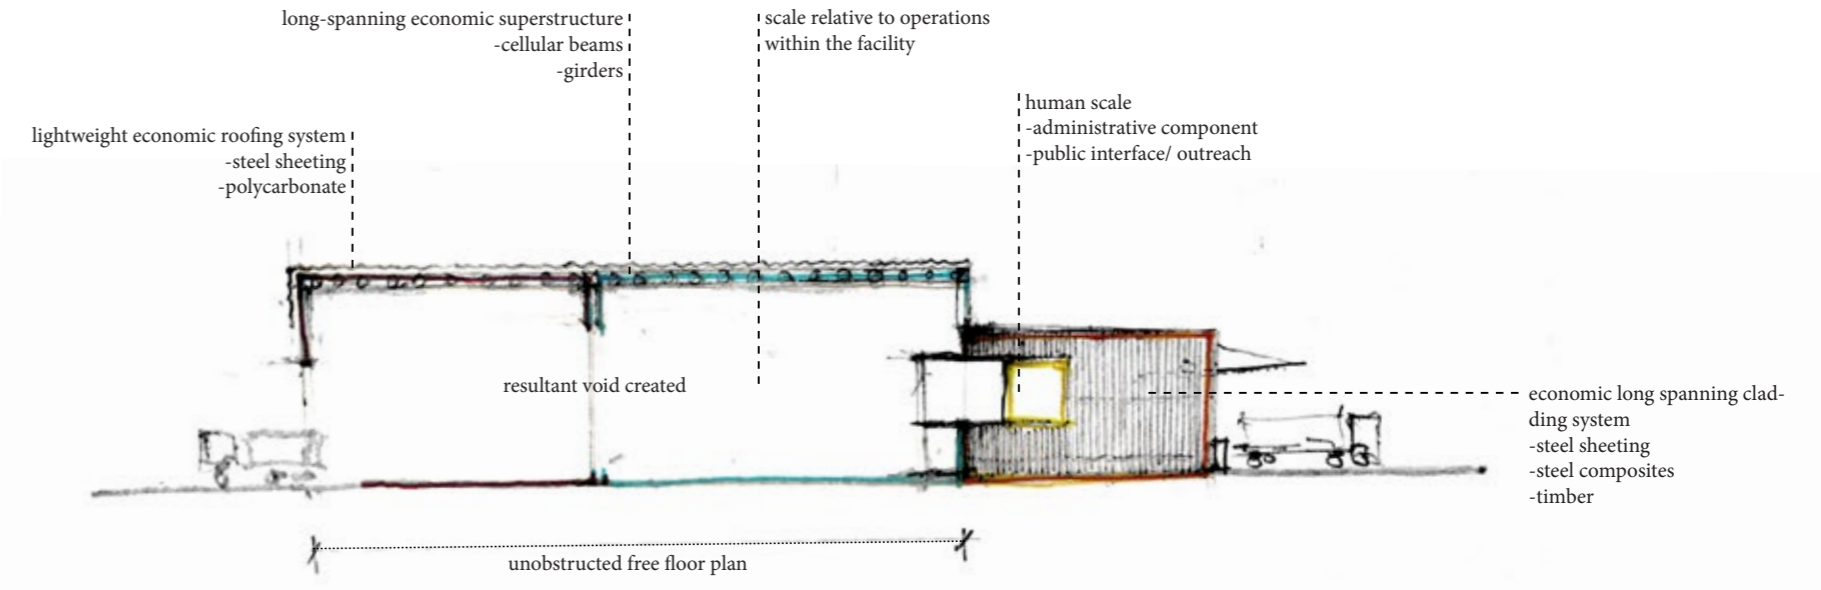 long-spanning economic superstructure
-cellular beams
-girders
scale relative to operations
within the facility
human scale
-administrative component
-public interface/ outreach
lightweight economic roofing system
-steel sheeting
-polycarbonate
resultant void created
economic long spanning clad-
ding system
-steel sheeting
-steel composites
-timber
unobstructed free floor plan